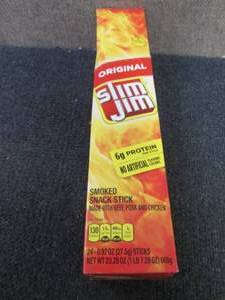 ORIGINAL
Slim
Jim
6g PROTEIN
NO ARTIFICIAL
SMOKED
SNACK STICK
MADE WITH BEEF, PORK AND CHICKEN
130
24 - 0.97 OZ (27.5g) STICKS
NET WT 23.28 OZ (1 LB 7.28 OZ) 660g